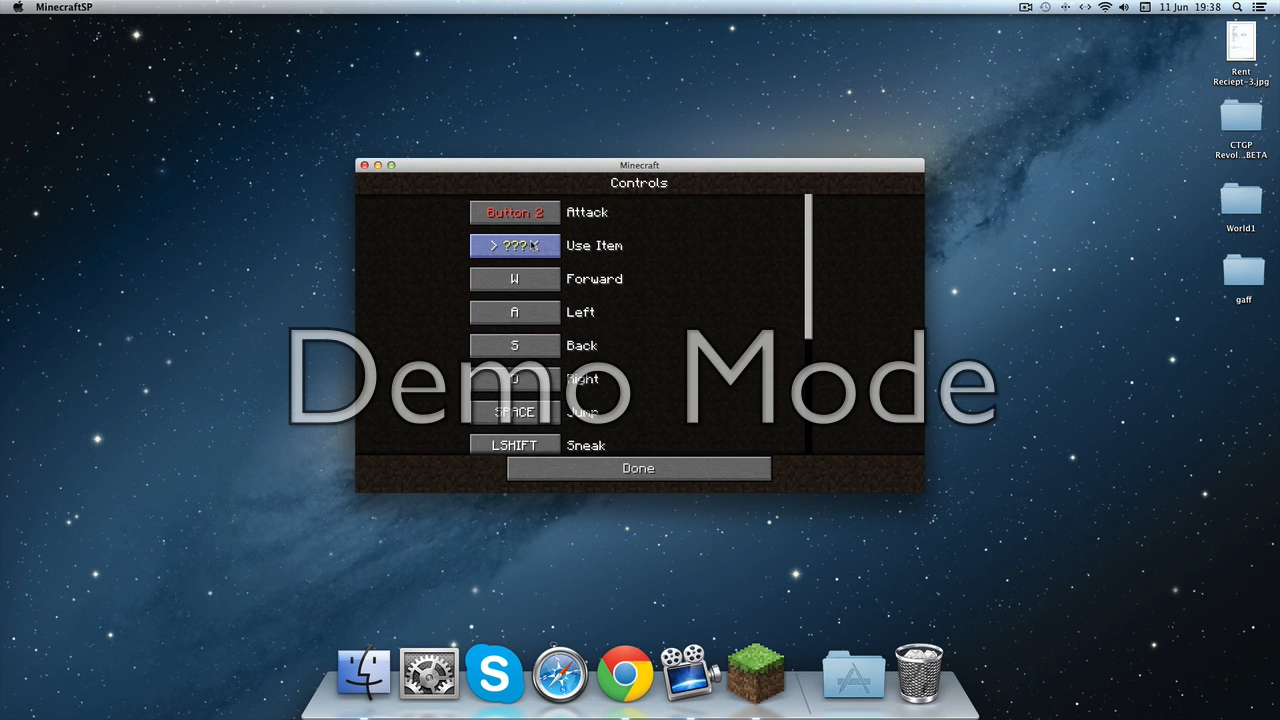 MinecraftSP
11 Jun 19:38
Rent
Reciept-3.jpg
CTGP
Revol...BETA
World1
gaff
Minecraft
Controls
Button 2 Attack
> ??? < Use Item
W Forward
A Left
S Back
D Right
SPACE Jump
LSHIFT Sneak
Done
Demo Mode